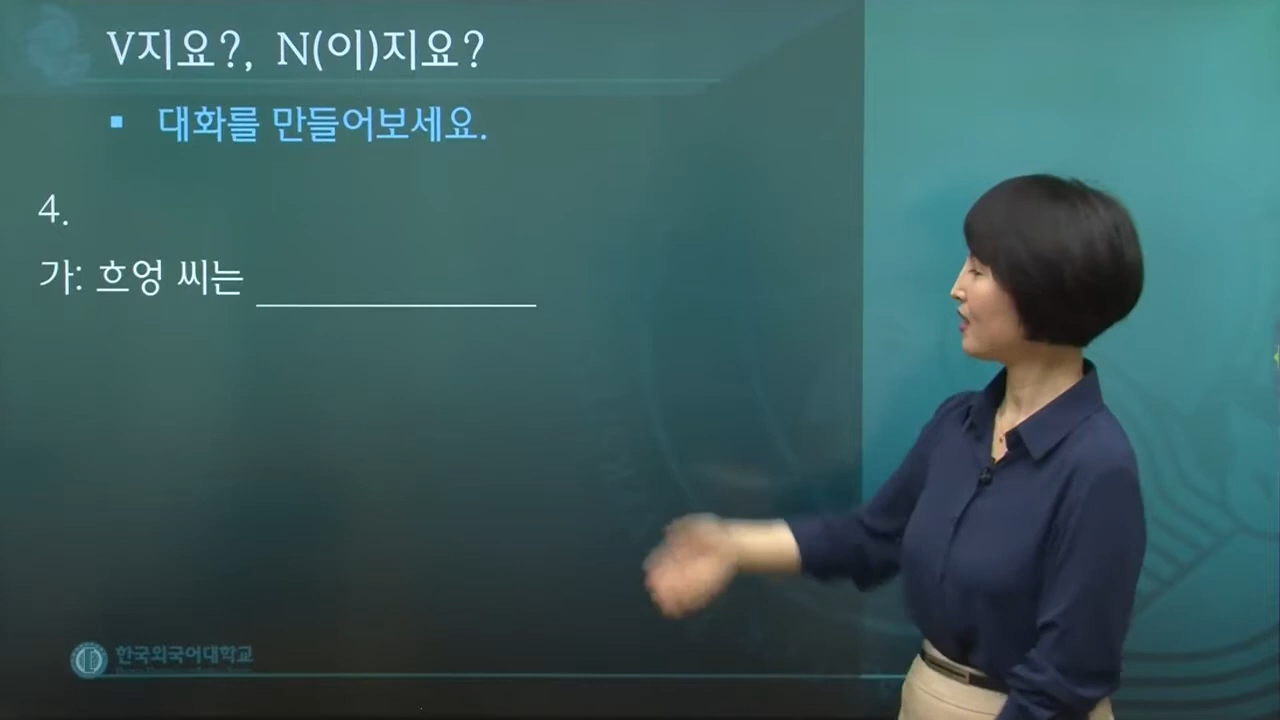 V지요?, N(이)지요?
▪ 대화를 만들어보세요.
4.
가: 흐엉 씨는 ______________
한국외국어대학교